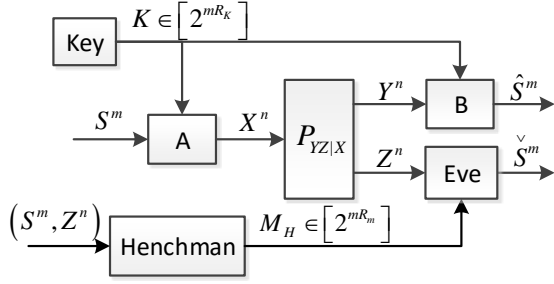 K ∈ [2^{mR_K}]
Key
Y^n
S^m
A
X^n
P_{YZ|X}
B
Ŝ^m
Z^n
Eve
Š^m
(S^m, Z^n)
Henchman
M_H ∈ [2^{mR_m}]